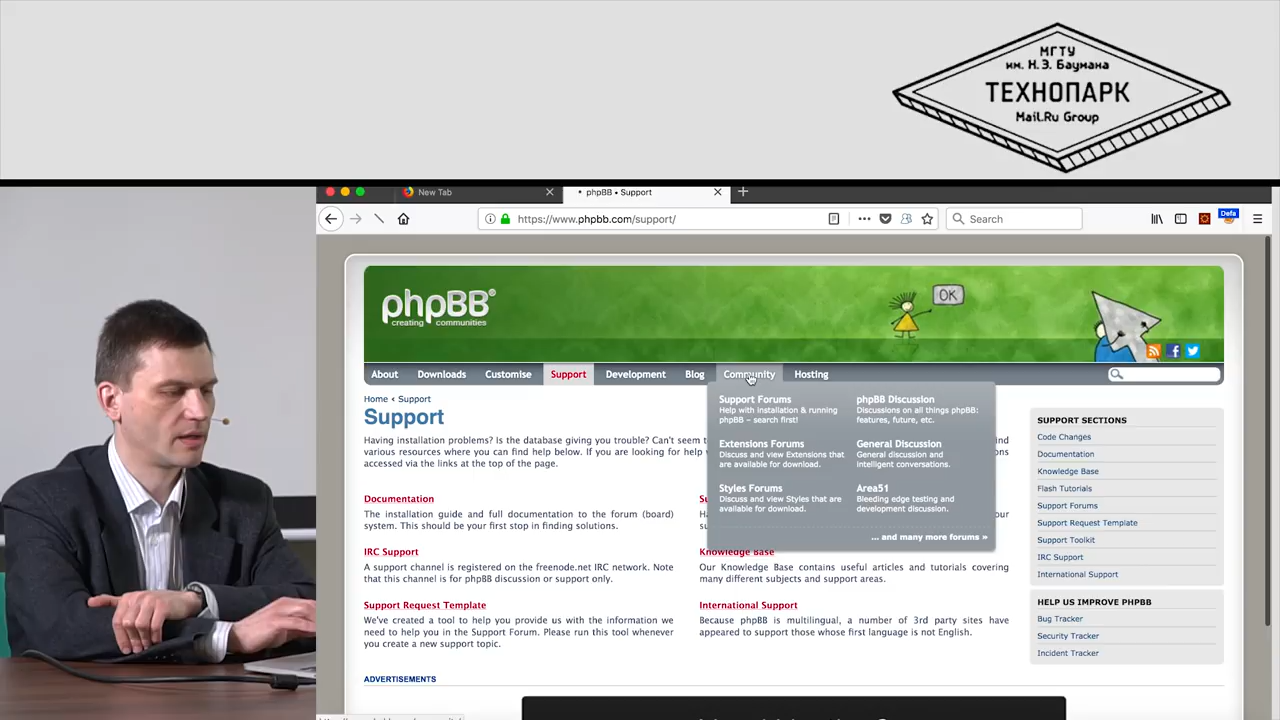 МГТУ
им. Н.Э. Баумана
ТЕХНОПАРК
Mail.Ru Group
New Tab
• phpBB • Support
https://www.phpbb.com/support/
Search
Defa
phpBB®
creating communities
OK
About
Downloads
Customise
Support
Development
Blog
Community
Hosting
Home ‹ Support
Support
Having installation problems? Is the database giving you trouble? Can't seem t
various resources where you can find help below. If you are looking for help w
accessed via the links at the top of the page.
Documentation
The installation guide and full documentation to the forum (board)
system. This should be your first stop in finding solutions.
IRC Support
A support channel is registered on the freenode.net IRC network. Note
that this channel is for phpBB discussion or support only.
Support Request Template
We've created a tool to help you provide us with the information we
need to help you in the Support Forum. Please run this tool whenever
you create a new support topic.
Support Forums
Help with installation & running
phpBB – search first!
Extensions Forums
Discuss and view Extensions that
are available for download.
Styles Forums
Discuss and view Styles that are
available for download.
phpBB Discussion
Discussions on all things phpBB:
features, future, etc.
General Discussion
General discussion and
intelligent conversations.
Area51
Bleeding edge testing and
development discussion.
... and many more forums »
Knowledge Base
Our Knowledge Base contains useful articles and tutorials covering
many different subjects and support areas.
International Support
Because phpBB is multilingual, a number of 3rd party sites have
appeared to support those whose first language is not English.
SUPPORT SECTIONS
Code Changes
Documentation
Knowledge Base
Flash Tutorials
Support Forums
Support Request Template
Support Toolkit
IRC Support
International Support
HELP US IMPROVE PHPBB
Bug Tracker
Security Tracker
Incident Tracker
ADVERTISEMENTS